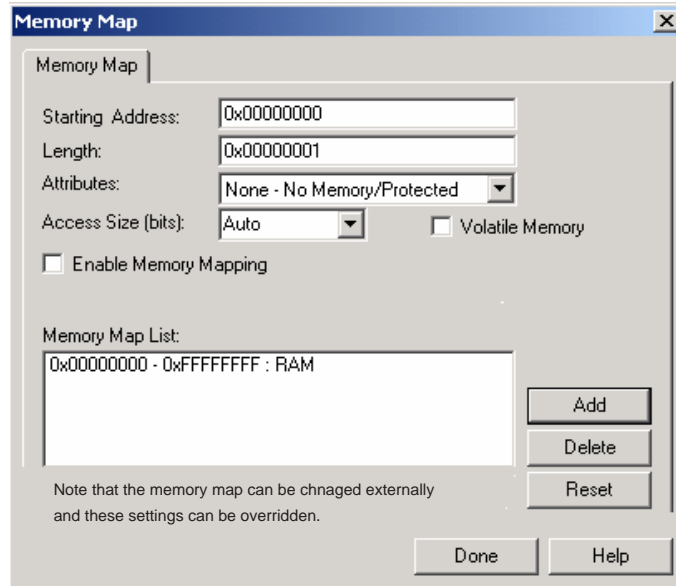 Memory Map
Memory Map
Starting Address:
0x00000000
Length:
0x00000001
Attributes:
None - No Memory/Protected
Access Size (bits):
Auto
Volatile Memory
Enable Memory Mapping
Memory Map List:
0x00000000 - 0xFFFFFFFF : RAM
Add
Delete
Reset
Note that the memory map can be chnaged externally
and these settings can be overridden.
Done
Help